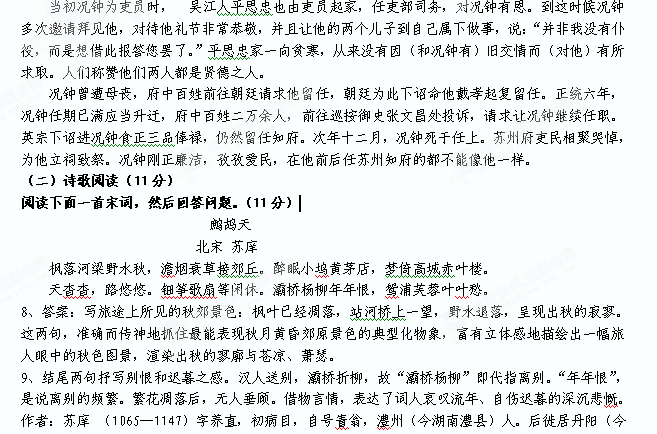 当初况钟为吏员时， 吴江人平思忠也由吏员起家，任吏部司务，对况钟有恩。到这时候况钟
多次邀请拜见他，对待他礼节非常恭敬，并且让他的两个儿子到自己属下做事，说：“并非我没有仆
役，而是想借此报答您罢了。”平思忠家一向贫寒，从来没有因（和况钟有）旧交情而（对他）有所
求取。人们称赞他们两人都是贤德之人。
况钟曾遭母丧，府中百姓前往朝廷请求他留任，朝廷为此下诏命他戴孝起复留任。正统六年，
况钟任期已满应当升迁，府中百姓二万余人，前往巡按御史张文昌处投诉，请求让况钟继续任职。
英宗下诏进况钟食正三品俸禄，仍然留任知府。次年十二月，况钟死于任上。苏州府吏民相聚哭悼，
为他立祠致祭。况钟刚正廉洁，孜孜爱民，在他前后任苏州知府的都不能像他一样。
（二）诗歌阅读（11 分）
阅读下面一首宋词，然后回答问题。（11 分）
鹧鸪天
北宋 苏庠
枫落河梁野水秋，澹烟衰草接郊丘。醉眠小坞黄茅店，梦倚高城赤叶楼。
天杳杳，路悠悠。钿筝歌扇等闲休。灞桥杨柳年年恨，鸳浦芙蓉叶叶愁。
8、答案：写旅途上所见的秋郊景色：枫叶已经凋落，站河桥上一望，野水退落，呈现出秋的寂寥。
这两句，准确而传神地抓住最能表现秋月黄昏郊原景色的典型化物象，富有立体感地描绘出一幅旅
人眼中的秋色图景，渲染出秋的寥廓与苍凉、萧瑟。
9、结尾两句抒写别恨和迟暮之感。汉人送别，灞桥折柳，故“灞桥杨柳”即代指离别。“年年恨”，
是说离别的频繁。繁花凋落后，无人垂顾。借物言情，表达了词人哀叹流年、自伤迟暮的深沉悲慨。
作者：苏庠 （1065—1147）字养直，初病目，自号眚翁，澧州（今湖南澧县）人。后徙居丹阳（今